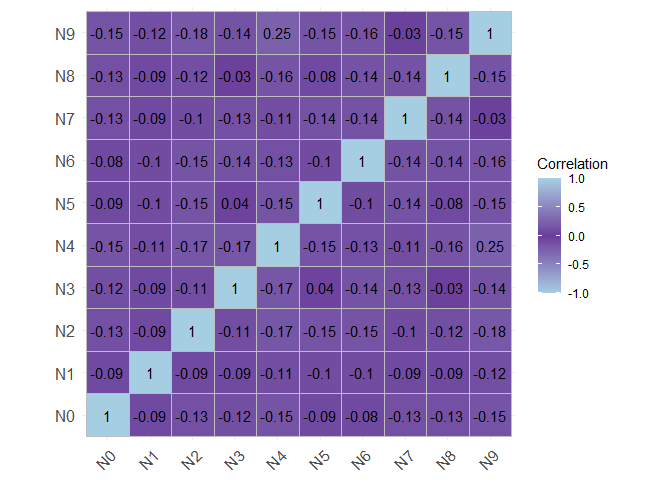 N9 -0.15 -0.12 -0.18 -0.14 0.25 -0.15 -0.16 -0.03 -0.15 1
N8 -0.13 -0.09 -0.12 -0.03 -0.16 -0.08 -0.14 -0.14 1 -0.15
N7 -0.13 -0.09 -0.1 -0.13 -0.11 -0.14 -0.14 1 -0.14 -0.03
N6 -0.08 -0.1 -0.15 -0.14 -0.13 -0.1 1 -0.14 -0.14 -0.16
N5 -0.09 -0.1 -0.15 0.04 -0.15 1 -0.1 -0.14 -0.08 -0.15
N4 -0.15 -0.11 -0.17 -0.17 1 -0.15 -0.13 -0.11 -0.16 0.25
N3 -0.12 -0.09 -0.11 1 -0.17 0.04 -0.14 -0.13 -0.03 -0.14
N2 -0.13 -0.09 1 -0.11 -0.17 -0.15 -0.15 -0.1 -0.12 -0.18
N1 -0.09 1 -0.09 -0.09 -0.11 -0.1 -0.1 -0.09 -0.09 -0.12
N0 1 -0.09 -0.13 -0.12 -0.15 -0.09 -0.08 -0.13 -0.13 -0.15
N0 N1 N2 N3 N4 N5 N6 N7 N8 N9
Correlation
1.0
0.5
0.0
-0.5
-1.0